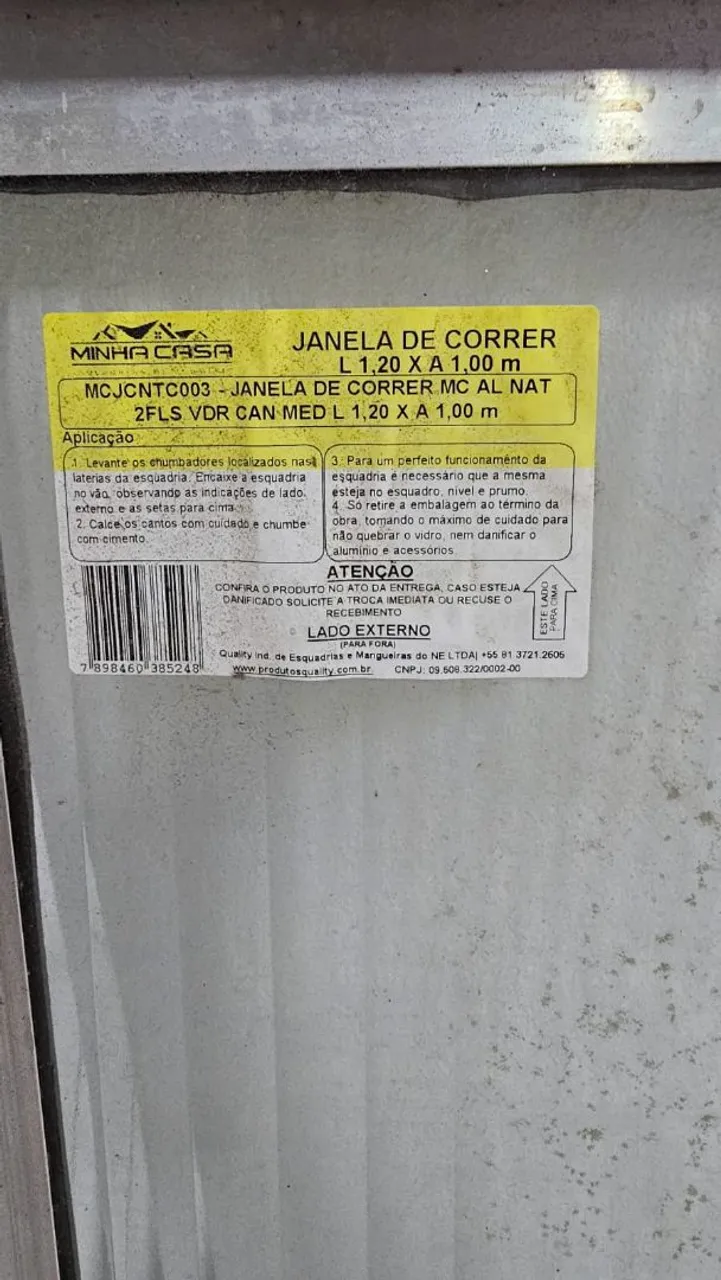 MINHA CASA
JANELA DE CORRER
L 1,20 X A 1,00 m
MCJCNTC003 - JANELA DE CORRER MC AL NAT
2FLS VDR CAN MED L 1,20 X A 1,00 m
Aplicação
1. Levante os chumbadores localizados nas
laterias da esquadria. Encaixe a esquadria
no vão, observando as indicações de lado
externo e as setas para cima.
2. Calce os cantos com cuidado e chumbe
com cimento.
3. Para um perfeito funcionamento da
esquadria é necessário que a mesma
esteja no esquadro, nivel e prumo.
4. Só retire a embalagem ao término da
obra, tomando o máximo de cuidado para
não quebrar o vidro, nem danificar o
aluminio e acessórios.
ATENÇÃO
CONFIRA O PRODUTO NO ATO DA ENTREGA, CASO ESTEJA
DANIFICADO SOLICITE A TROCA IMEDIATA OU RECUSE O
RECEBIMENTO
LADO EXTERNO
(PARA FORA)
ESTE LADO
PARA CIMA
Quality Ind. de Esquadrias e Mangueiras do NE LTDA| +55 81 3721.2606
www.produtosquality.com.br CNPJ: 09.608.322/0002-00
7 898460 385248